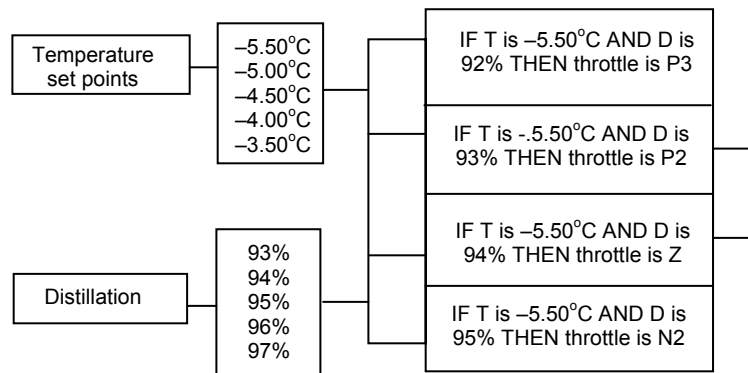 Temperature
set points
–5.50°C
–5.00°C
–4.50°C
–4.00°C
–3.50°C
IF T is –5.50°C AND D is
92% THEN throttle is P3
IF T is -.5.50°C AND D is
93% THEN throttle is P2
IF T is –5.50°C AND D is
94% THEN throttle is Z
IF T is –5.50°C AND D is
95% THEN throttle is N2
Distillation
93%
94%
95%
96%
97%